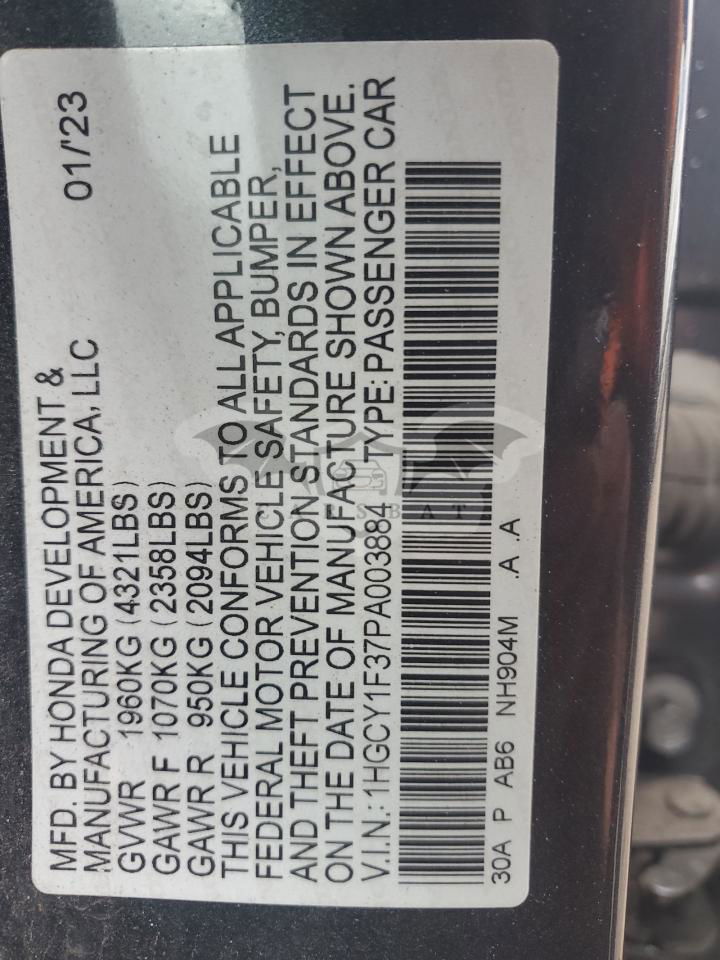 MFD. BY HONDA DEVELOPMENT &
MANUFACTURING OF AMERICA, LLC 01/'23
GVWR 1960KG (4321LBS)
GAWR F 1070KG (2358LBS)
GAWR R 950KG (2094LBS)
THIS VEHICLE CONFORMS TO ALL APPLICABLE
FEDERAL MOTOR VEHICLE SAFETY, BUMPER,
AND THEFT PREVENTION STANDARDS IN EFFECT
ON THE DATE OF MANUFACTURE SHOWN ABOVE.
V.I.N.: 1HGCY1F37PA003884 TYPE: PASSENGER CAR
30A P AB6 NH904M .A A